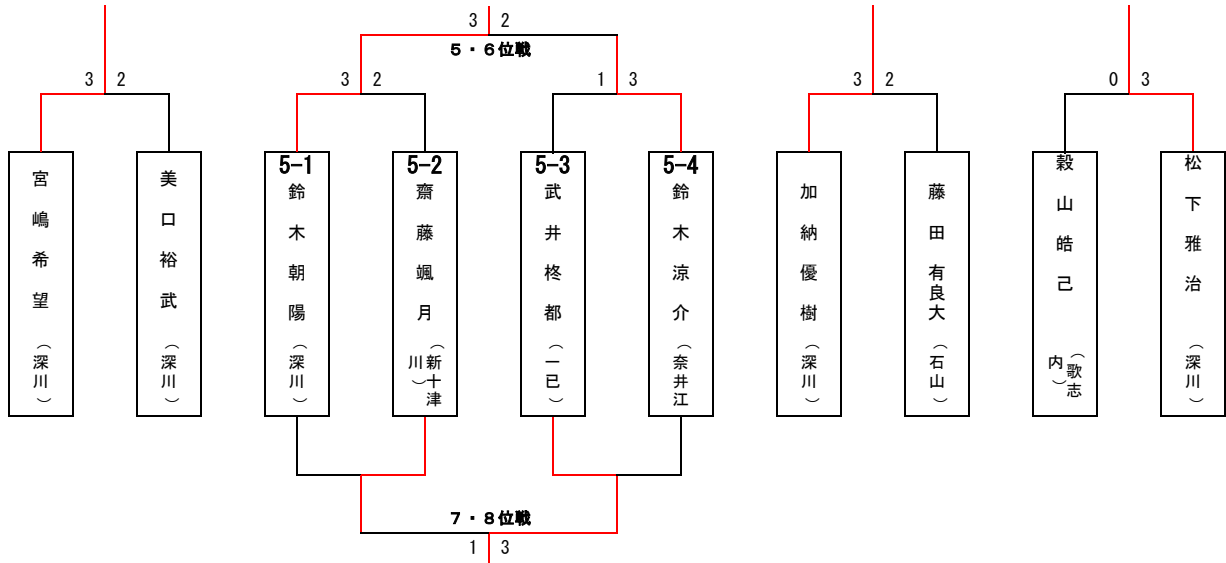 3 2
5・6位戦
3 2
3 2
1 3
3 2
0 3
宮嶋希望
(深川)
美口裕武
(深川)
5-1
鈴木朝陽
(深川)
5-2
齋藤颯月
(新十津川)
5-3
武井柊都
(一已)
5-4
鈴木涼介
(奈井江
加納優樹
(深川)
藤田有良大
(石山)
穀山皓己
(歌志内)
松下雅治
(深川)
7・8位戦
1 3